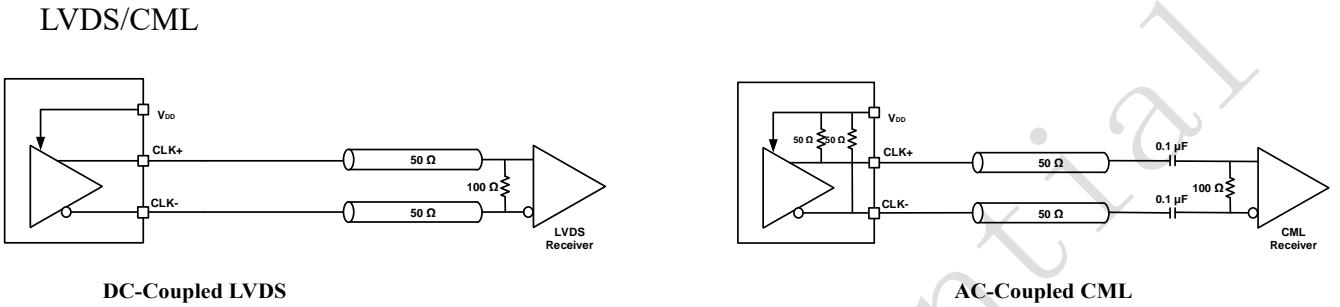 LVDS/CML
VDD
CLK+
50 Ω
100 Ω
CLK-
50 Ω
LVDS
Receiver
DC-Coupled LVDS
VDD
50 Ω 50 Ω
CLK+
50 Ω
0.1 µF
100 Ω
CLK-
50 Ω
0.1 µF
CML
Receiver
AC-Coupled CML
ntial